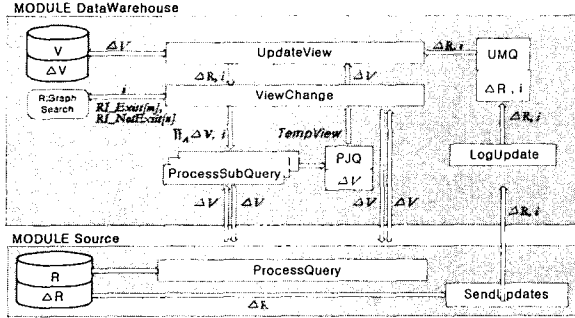 MODULE DataWarehouse
V
ΔV
ΔV
UpdateView
ΔR, i
UMQ
ΔR , i
ΔR, i
ΔV
R.Graph
Search
i
RI_Exist[m],
RI_NotExist[n]
ViewChange
ΔR, i
ΔV, i
TempView
LogUpdate
ProcessSubQuery
PJQ
ΔV
ΔV
ΔV
ΔV
ΔV
ΔR, i
MODULE Source
R
ΔR
ProcessQuery
ΔR
SendUpdates